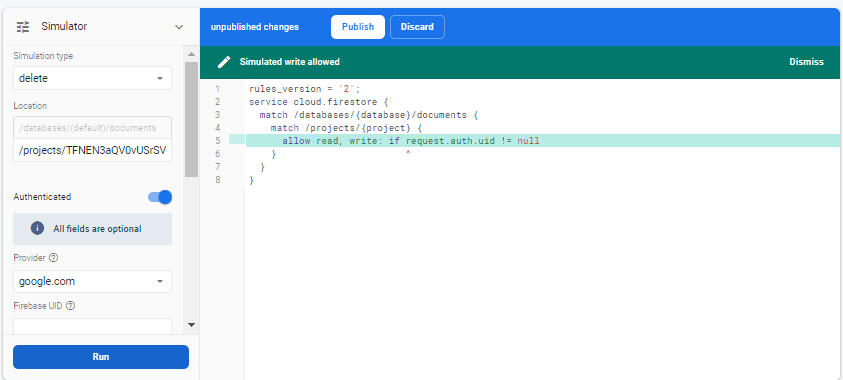 Simulator
unpublished changes
Publish
Discard
Simulation type
delete
Location
/databases/(default)/documents
/projects/TFNEN3aQV0vUSrSV
Authenticated
All fields are optional
Provider
google.com
Firebase UID
Run
Simulated write allowed
Dismiss
1 rules_version = '2';
2 service cloud.firestore {
3 match /databases/{database}/documents {
4 match /projects/{project} {
5 allow read, write: if request.auth.uid != null
6 } ^
7 }
8 }